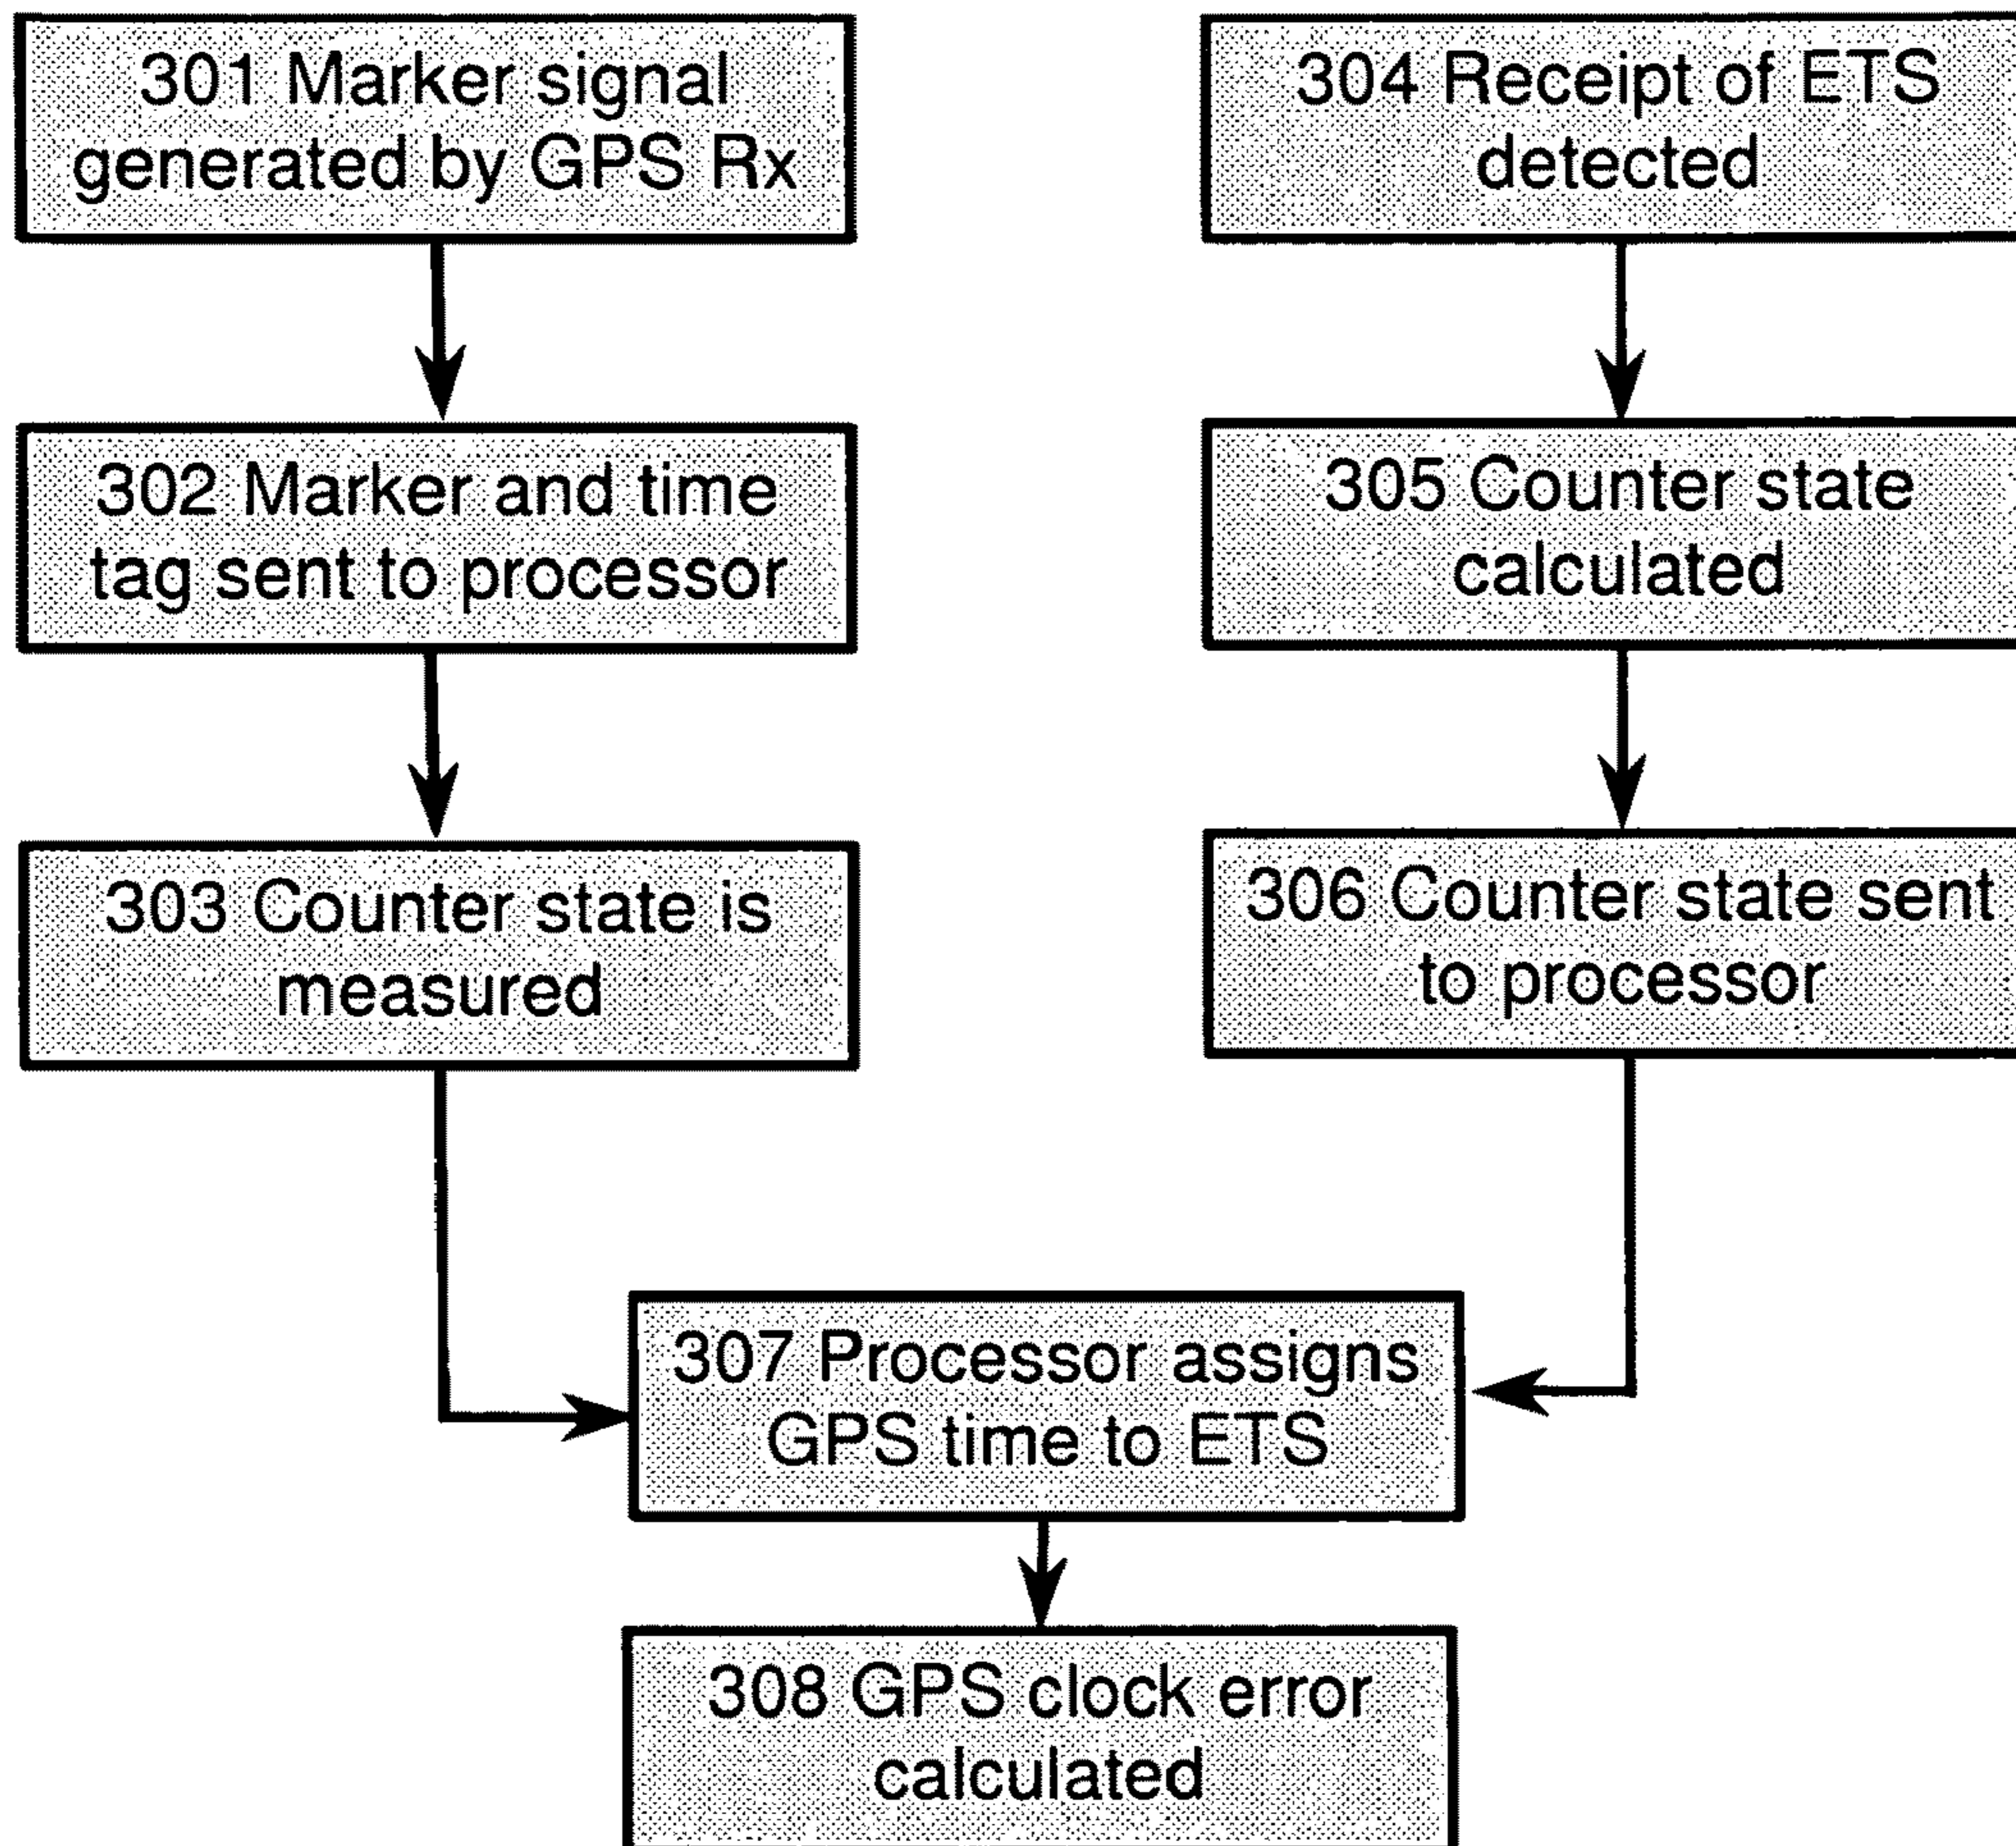 301 Marker signal
generated by GPS Rx
302 Marker and time
tag sent to processor
303 Counter state is
measured
304 Receipt of ETS
detected
305 Counter state
calculated
306 Counter state sent
to processor
307 Processor assigns
GPS time to ETS
308 GPS clock error
calculated